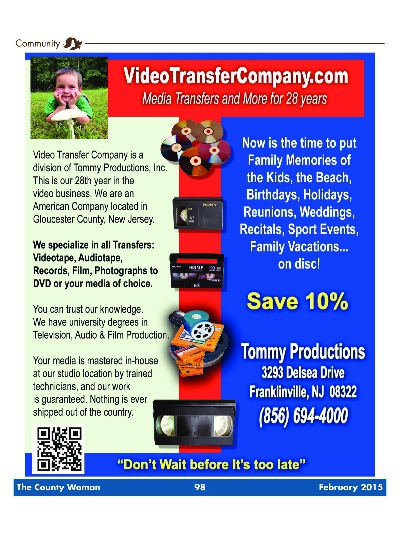 Community
VideoTransferCompany.com
Media Transfers and More for 28 years
Video Transfer Company is a
division of Tommy Productions, Inc.
This is our 28th year in the
video business. We are an
American Company located in
Gloucester County, New Jersey.
We specialize in all Transfers:
Videotape, Audiotape,
Records, Film, Photographs to
DVD or your media of choice.
You can trust our knowledge.
We have university degrees in
Television, Audio & Film Production.
Your media is mastered in-house
at our studio location by trained
technicians, and our work
is guaranteed. Nothing is ever
shipped out of the country.
SONY
Now is the time to put
Family Memories of
the Kids, the Beach,
Birthdays, Holidays,
Reunions, Weddings,
Recitals, Sport Events,
Family Vacations...
on disc!
Save 10%
Tommy Productions
3293 Delsea Drive
Franklinville, NJ 08322
(856) 694-4000
“Don’t Wait before It’s too late”
The County Woman 98 February 2015